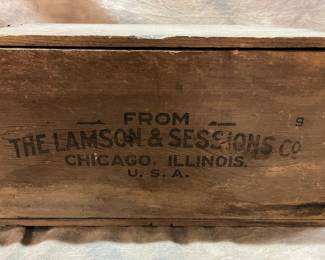 FROM
9
THE LAMSON & SESSIONS CO
CHICAGO, ILLINOIS.
U. S. A.